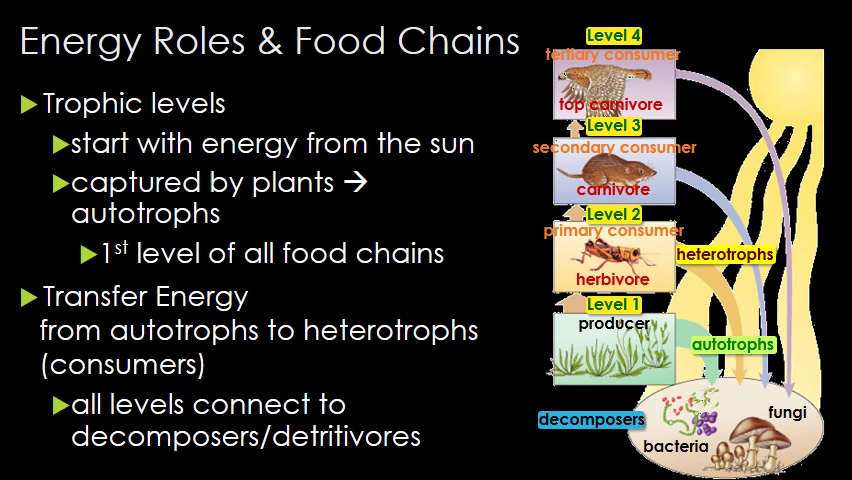 Energy Roles & Food Chains
Trophic levels
start with energy from the sun
captured by plants →
autotrophs
1st level of all food chains
Transfer Energy
from autotrophs to heterotrophs
(consumers)
all levels connect to
decomposers/detritivores
Level 4
tertiary consumer
top carnivore
Level 3
secondary consumer
carnivore
Level 2
primary consumer
heterotrophs
herbivore
Level 1
producer
autotrophs
decomposers
fungi
bacteria